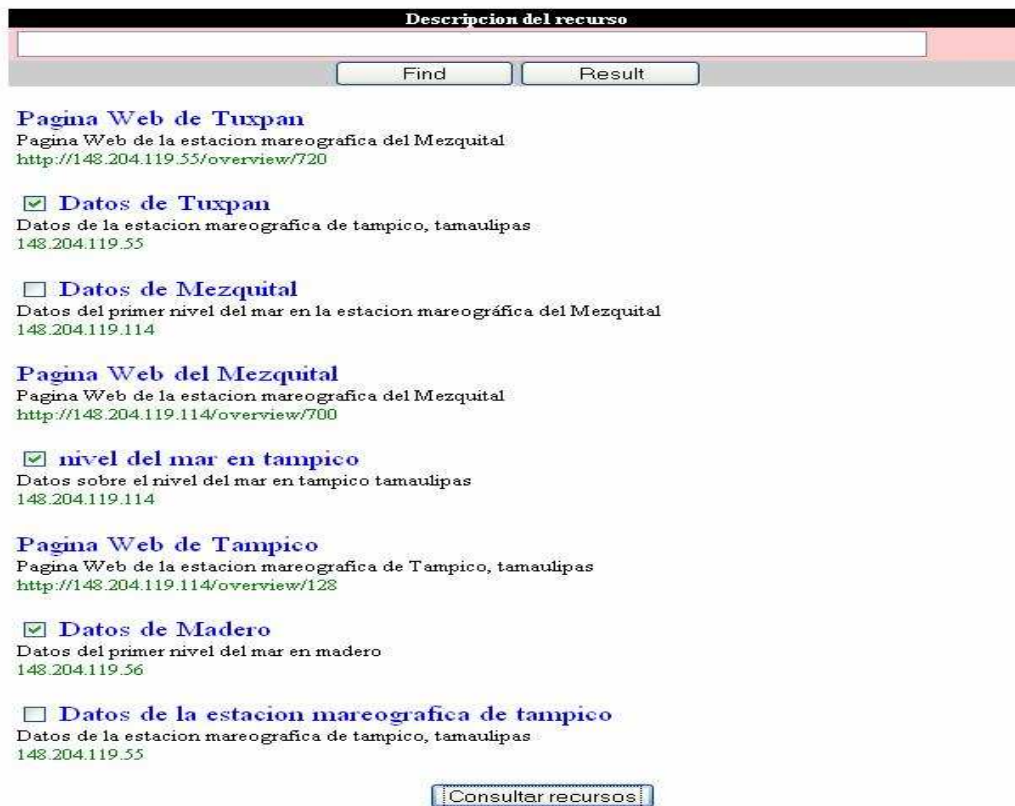 Descripcion del recurso
Find Result
Pagina Web de Tuxpan
Pagina Web de la estacion mareografica del Mezquital
http://148.204.119.55/overview/720
Datos de Tuxpan
Datos de la estacion mareografica de tampico, tamaulipas
148.204.119.55
Datos de Mezquital
Datos del primer nivel del mar en la estacion mareográfica del Mezquital
148.204.119.114
Pagina Web del Mezquital
Pagina Web de la estacion mareografica del Mezquital
http://148.204.119.114/overview/700
nivel del mar en tampico
Datos sobre el nivel del mar en tampico tamaulipas
148.204.119.114
Pagina Web de Tampico
Pagina Web de la estacion mareografica de Tampico, tamaulipas
http://148.204.119.114/overview/128
Datos de Madero
Datos del primer nivel del mar en madero
148.204.119.56
Datos de la estacion mareografica de tampico
Datos de la estacion mareografica de tampico, tamaulipas
148.204.119.55
Consultar recursos